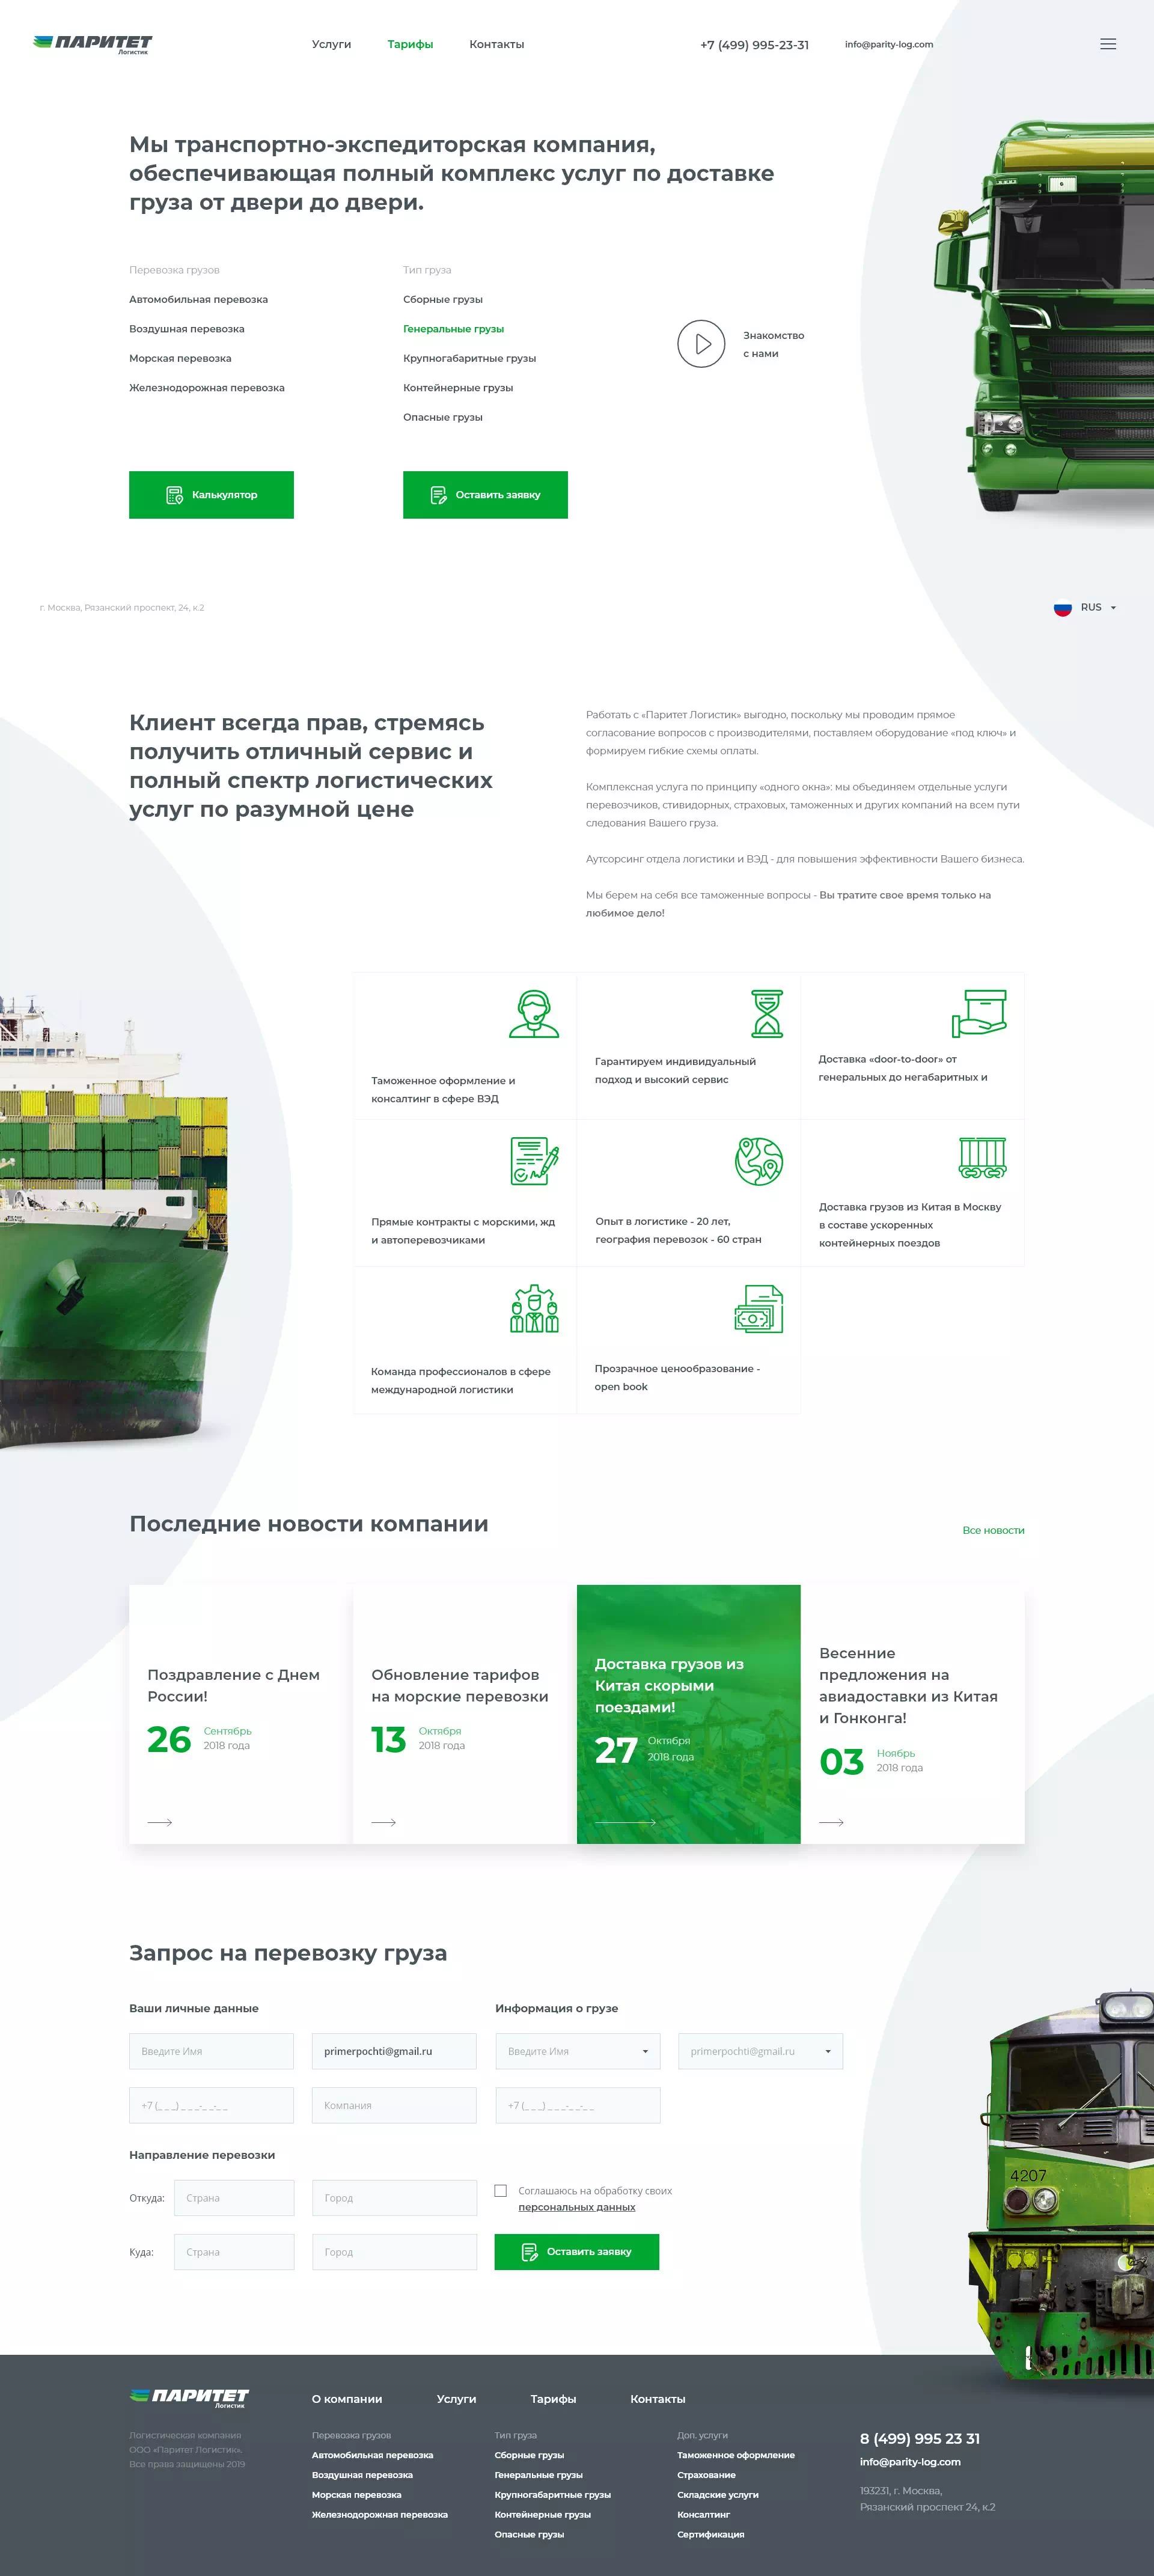 ПАРИТЕТ
Логистик
Услуги
Тарифы
Контакты
+7 (499) 995-23-31
info@parity-log.com
Мы транспортно-экспедиторская компания,
обеспечивающая полный комплекс услуг по доставке
груза от двери до двери.
Перевозка грузов
Автомобильная перевозка
Воздушная перевозка
Морская перевозка
Железнодорожная перевозка
Тип груза
Сборные грузы
Генеральные грузы
Крупногабаритные грузы
Контейнерные грузы
Опасные грузы
Знакомство
с нами
Калькулятор
Оставить заявку
г. Москва, Рязанский проспект, 24, к.2
RUS
Клиент всегда прав, стремясь
получить отличный сервис и
полный спектр логистических
услуг по разумной цене
Работать с «Паритет Логистик» выгодно, поскольку мы проводим прямое
согласование вопросов с производителями, поставляем оборудование «под ключ» и
формируем гибкие схемы оплаты.
Комплексная услуга по принципу «одного окна»: мы объединяем отдельные услуги
перевозчиков, стивидорных, страховых, таможенных и других компаний на всем пути
следования Вашего груза.
Аутсорсинг отдела логистики и ВЭД - для повышения эффективности Вашего бизнеса.
Мы берем на себя все таможенные вопросы - Вы тратите свое время только на
любимое дело!
Таможенное оформление и
консалтинг в сфере ВЭД
Гарантируем индивидуальный
подход и высокий сервис
Доставка «door-to-door» от
генеральных до негабаритных и
Прямые контракты с морскими, жд
и автоперевозчиками
Опыт в логистике - 20 лет,
география перевозок - 60 стран
Доставка грузов из Китая в Москву
в составе ускоренных
контейнерных поездов
Команда профессионалов в сфере
международной логистики
Прозрачное ценообразование -
open book
Последние новости компании
Все новости
Поздравление с Днем
России!
26
Сентябрь
2018 года
Обновление тарифов
на морские перевозки
13
Октября
2018 года
Доставка грузов из
Китая скорыми
поездами!
27
Октября
2018 года
Весенние
предложения на
авиадоставки из Китая
и Гонконга!
03
Ноябрь
2018 года
Запрос на перевозку груза
Ваши личные данные
Информация о грузе
Введите Имя
primerpochti@gmail.ru
Введите Имя
primerpochti@gmail.ru
+7 (_ _ _) _ _ _-_ _-_ _
Компания
+7 (_ _ _) _ _ _-_ _-_ _
Направление перевозки
Откуда:
Страна
Город
Соглашаюсь на обработку своих
персональных данных
Куда:
Страна
Город
Оставить заявку
4207
ПАРИТЕТ
Логистик
Логистическая компания
ООО «Паритет Логистик».
Все права защищены 2019
О компании
Услуги
Тарифы
Контакты
Перевозка грузов
Автомобильная перевозка
Воздушная перевозка
Морская перевозка
Железнодорожная перевозка
Тип груза
Сборные грузы
Генеральные грузы
Крупногабаритные грузы
Контейнерные грузы
Опасные грузы
Доп. услуги
Таможенное оформление
Страхование
Складские услуги
Консалтинг
Сертификация
8 (499) 995 23 31
info@parity-log.com
193231, г. Москва,
Рязанский проспект 24, к.2